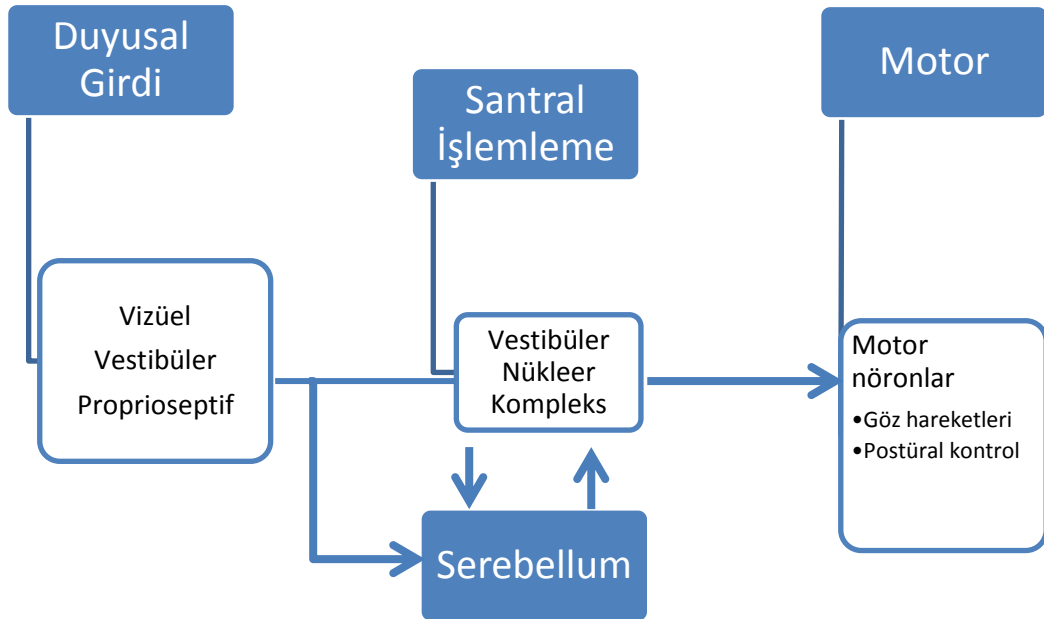 Duyusal
Girdi
Santral
İşlemleme
Motor
Vizüel
Vestibüler
Proprioseptif
Vestibüler
Nükleer
Kompleks
Motor
nöronlar
•Göz hareketleri
•Postüral kontrol
Serebellum